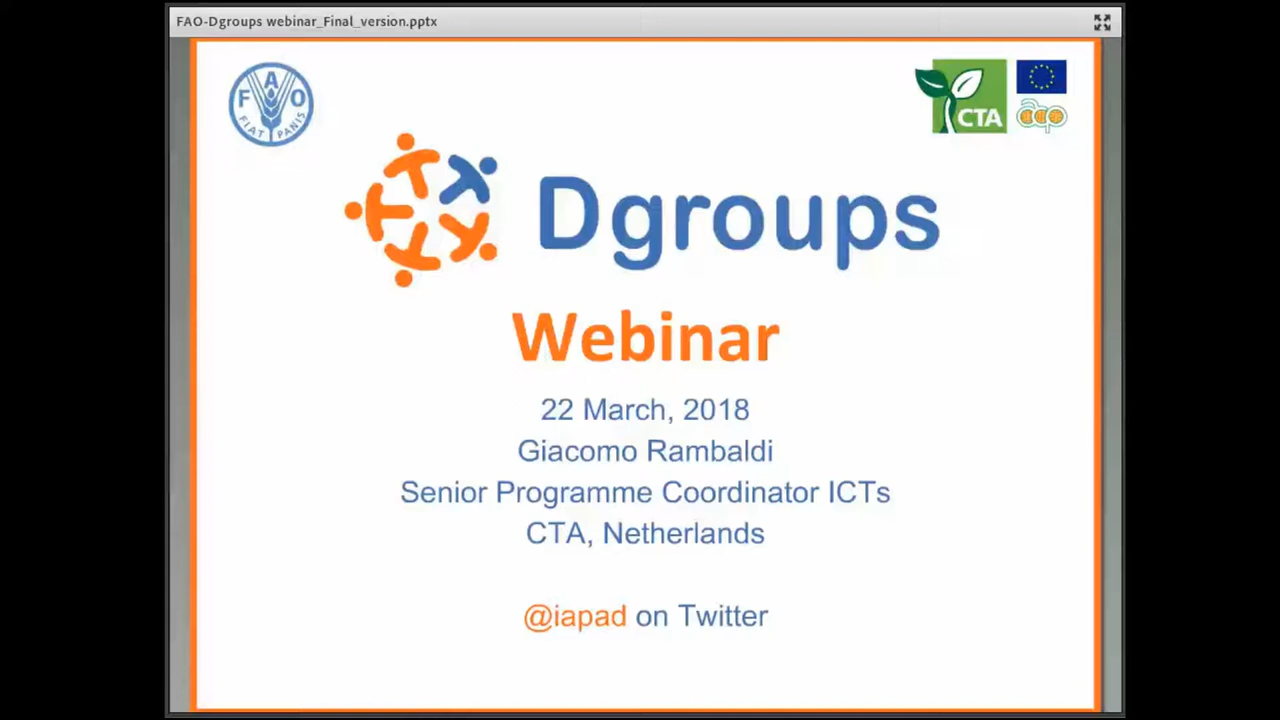 FAO-Dgroups webinar_Final_version.pptx
F A O
FIAT PANIS
CTA
acp
Dgroups
Webinar
22 March, 2018
Giacomo Rambaldi
Senior Programme Coordinator ICTs
CTA, Netherlands
@iapad on Twitter